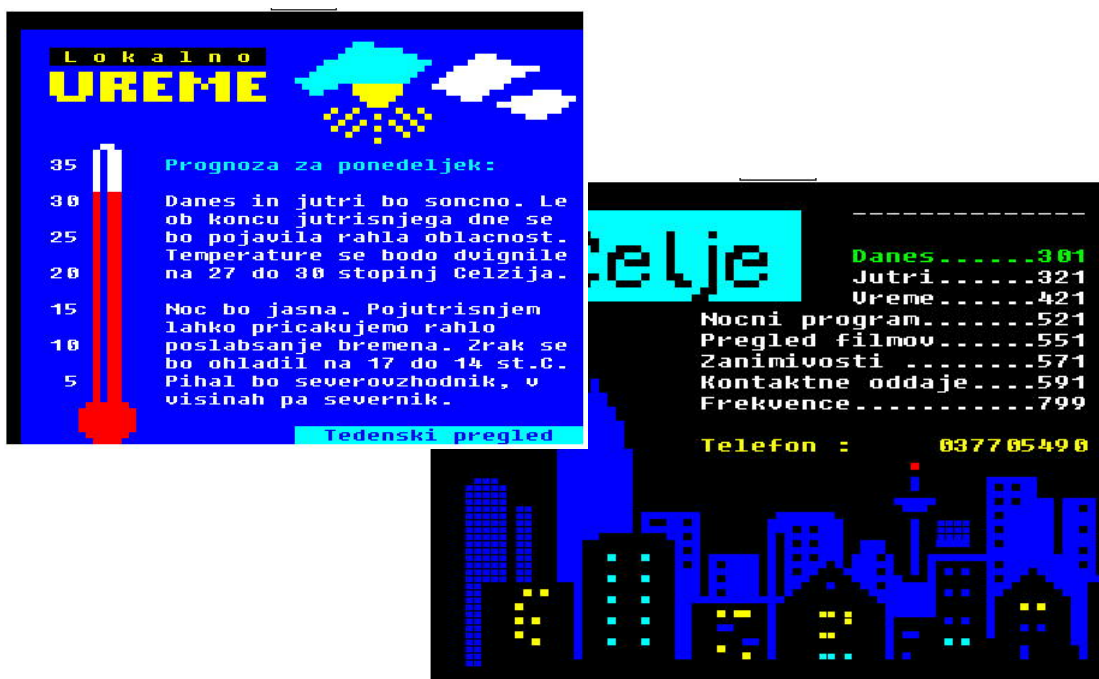 Lokalno
VREME
35
30
25
20
15
10
5
Prognoza za ponedeljek:
Danes in jutri bo soncno. Le
ob koncu jutrisnjega dne se
bo pojavila rahla oblacnost.
Temperature se bodo dvignile
na 27 do 30 stopinj Celzija.
Noc bo jasna. Pojutrisnjem
lahko pricakujemo rahlo
poslabsanje bremena. Zrak se
bo ohladil na 17 do 14 st.C.
Pihal bo severovzhodnik, v
visinah pa severnik.
Tedenski pregled
Celje
--------------
Danes......301
Jutri......321
Vreme......421
Nocni program.......521
Pregled filmov......551
Zanimivosti .......571
Kontaktne oddaje....591
Frekvence...........799
Telefon : 037705490